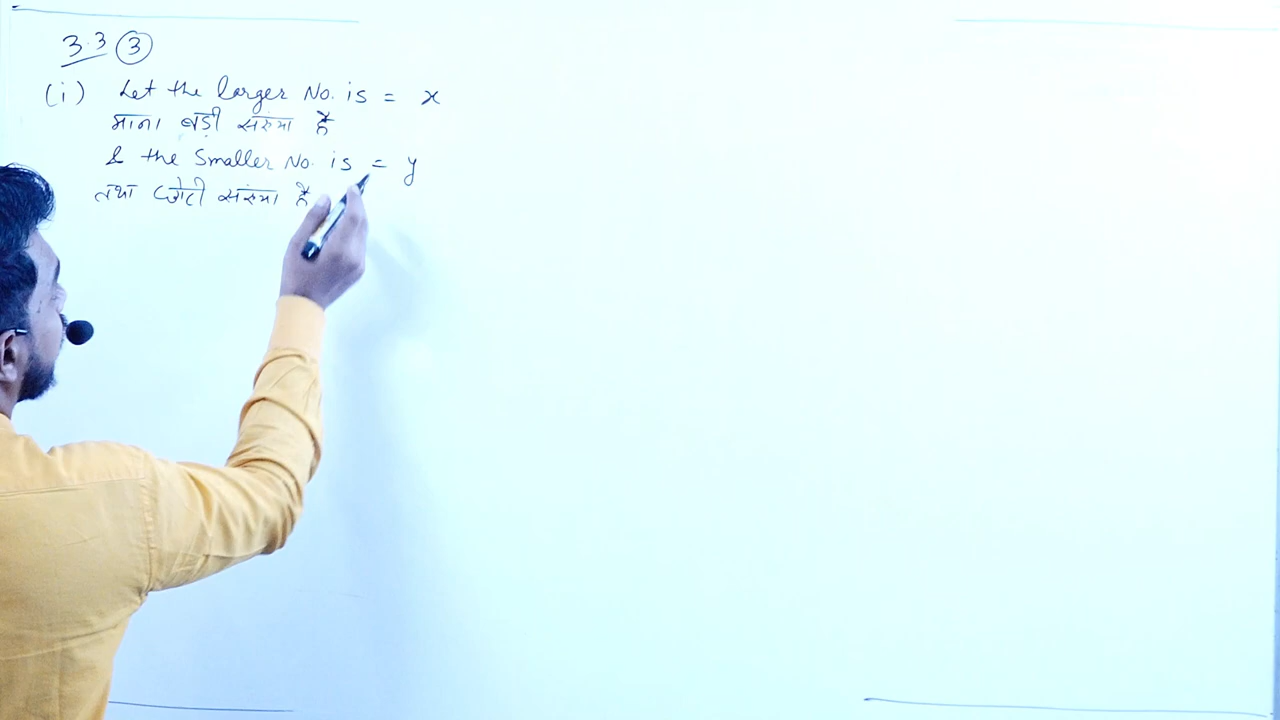 3.3 (3)
(i) Let the larger No. is = x
माना बड़ी संख्या है
& the Smaller No. is = y
तथा छोटी संख्या है